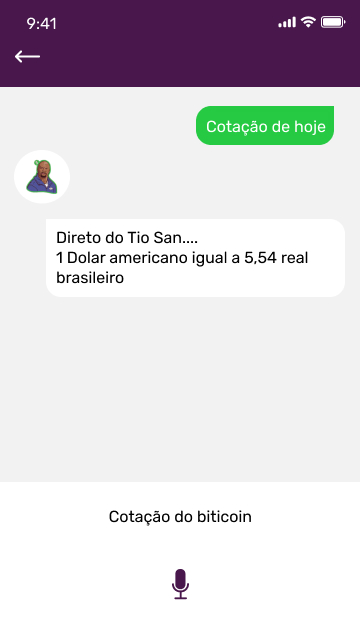 9:41
Cotação de hoje
Direto do Tio San....
1 Dolar americano igual a 5,54 real
brasileiro
Cotação do biticoin